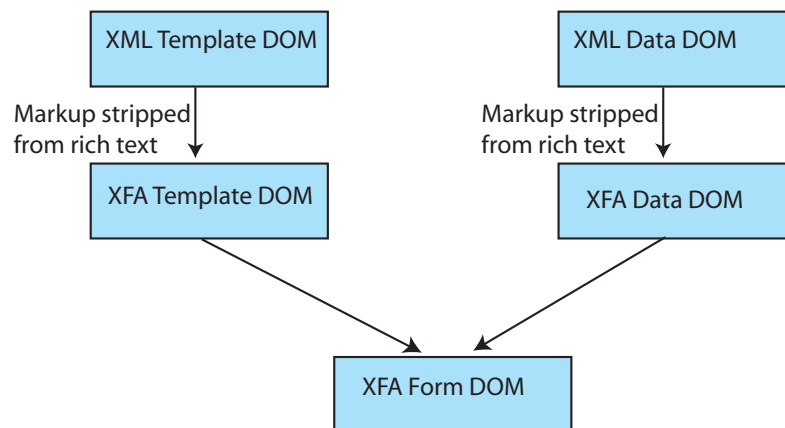 XML Template DOM
XML Data DOM
Markup stripped
from rich text
Markup stripped
from rich text
XFA Template DOM
XFA Data DOM
XFA Form DOM